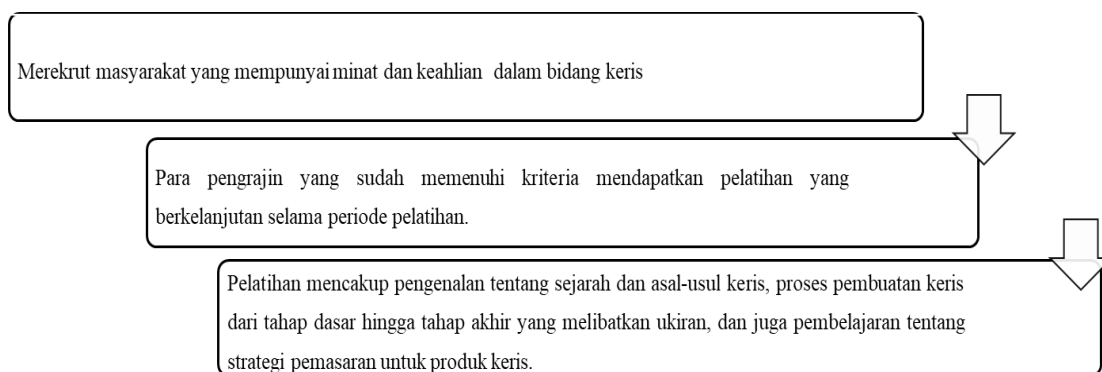 Merekrut masyarakat yang mempunyai minat dan keahlian dalam bidang keris
Para pengrajin yang sudah memenuhi kriteria mendapatkan pelatihan yang
berkelanjutan selama periode pelatihan.
Pelatihan mencakup pengenalan tentang sejarah dan asal-usul keris, proses pembuatan keris
dari tahap dasar hingga tahap akhir yang melibatkan ukiran, dan juga pembelajaran tentang
strategi pemasaran untuk produk keris.